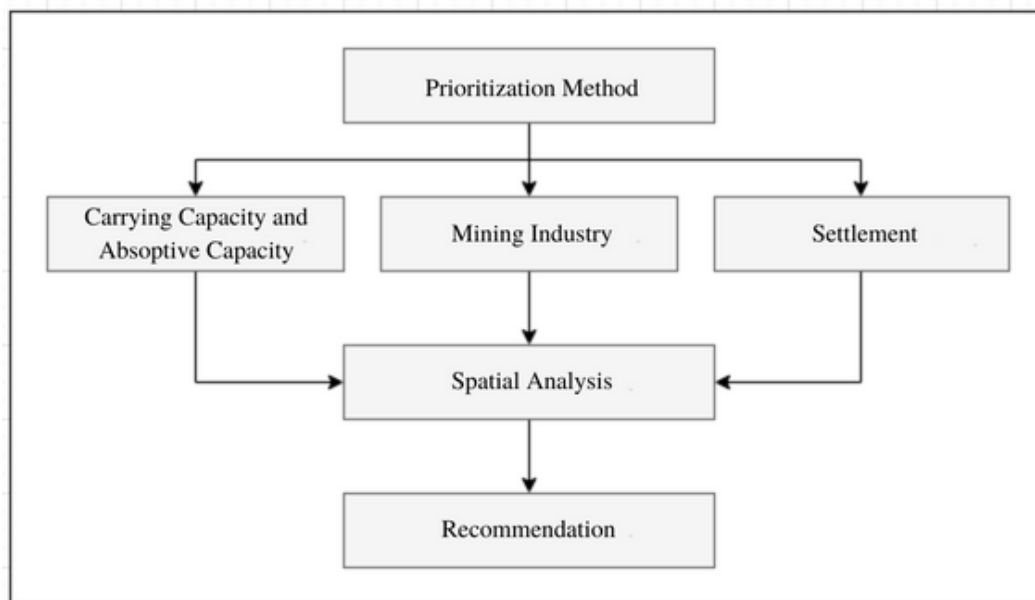 Prioritization Method
Carrying Capacity and
Absoptive Capacity
Mining Industry
Settlement
Spatial Analysis
Recommendation